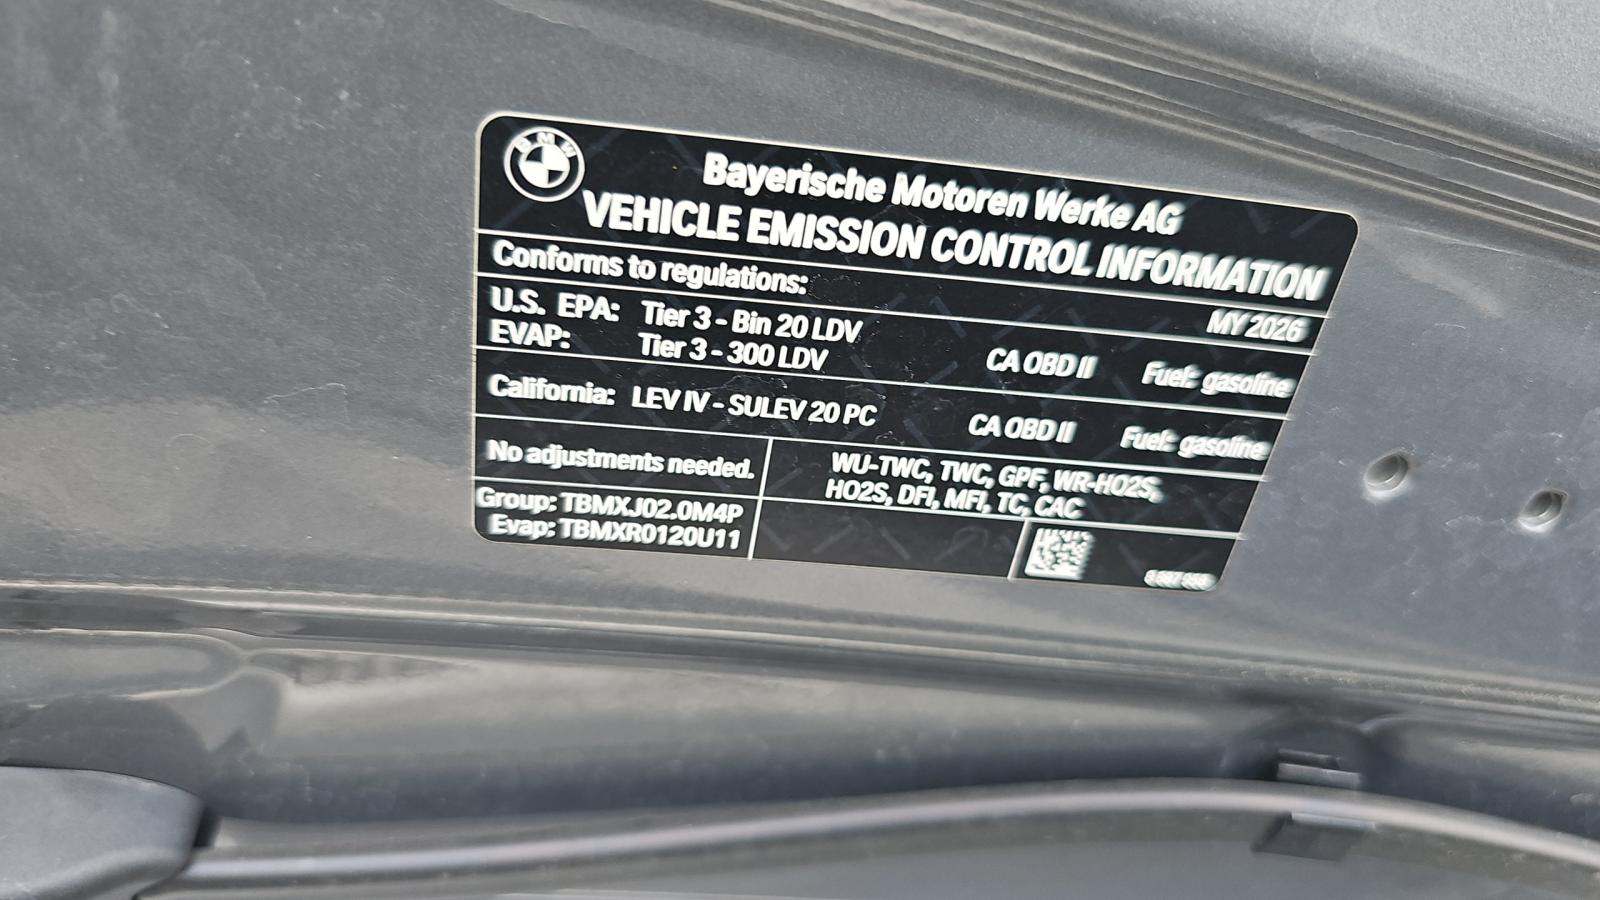 BMW
Bayerische Motoren Werke AG
VEHICLE EMISSION CONTROL INFORMATION
Conforms to regulations:
MY 2026
U.S. EPA: Tier 3 - Bin 20 LDV
EVAP: Tier 3 - 300 LDV
CA OBD II Fuel: gasoline
California: LEV IV - SULEV 20 PC CA OBD II Fuel: gasoline
No adjustments needed.
WU-TWC, TWC, GPF, WR-HO2S,
HO2S, DFI, MFI, TC, CAC
Group: TBMXJ02.0M4P
Evap: TBMXR0120U11